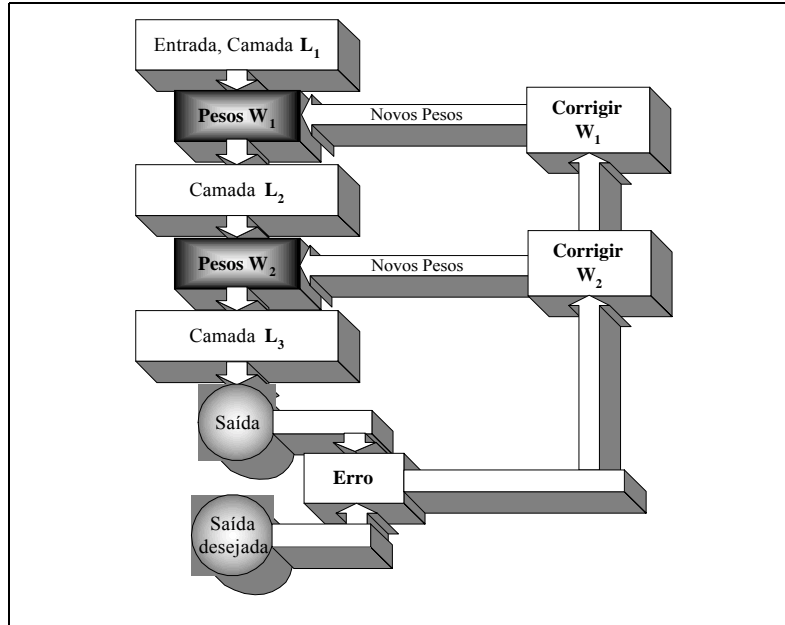 Entrada, Camada L1
Pesos W1
Novos Pesos
Corrigir
W1
Camada L2
Pesos W2
Novos Pesos
Corrigir
W2
Camada L3
Saída
Erro
Saída
desejada